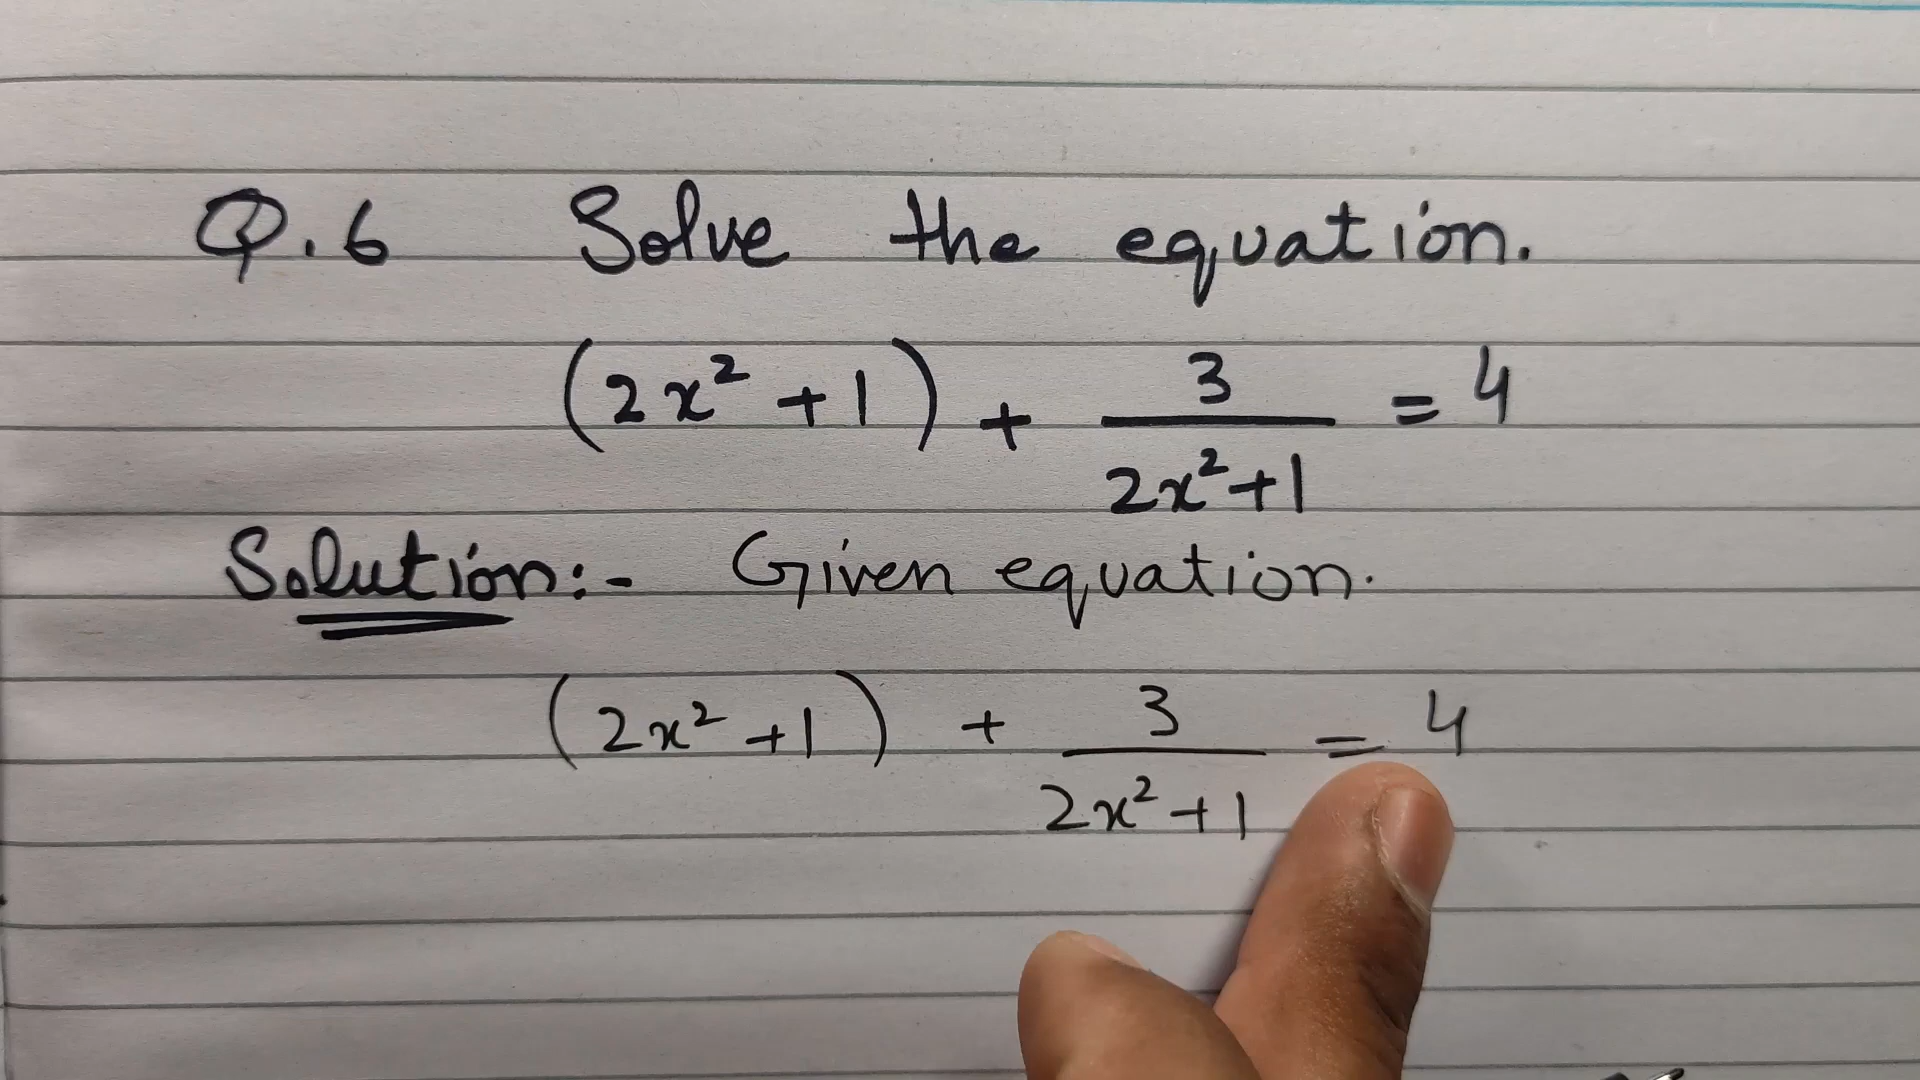 Q.6 Solve the equation.
(2x² + 1) + 3/(2x²+1) = 4
Solution:- Given equation.
(2x² + 1) + 3/(2x²+1) = 4